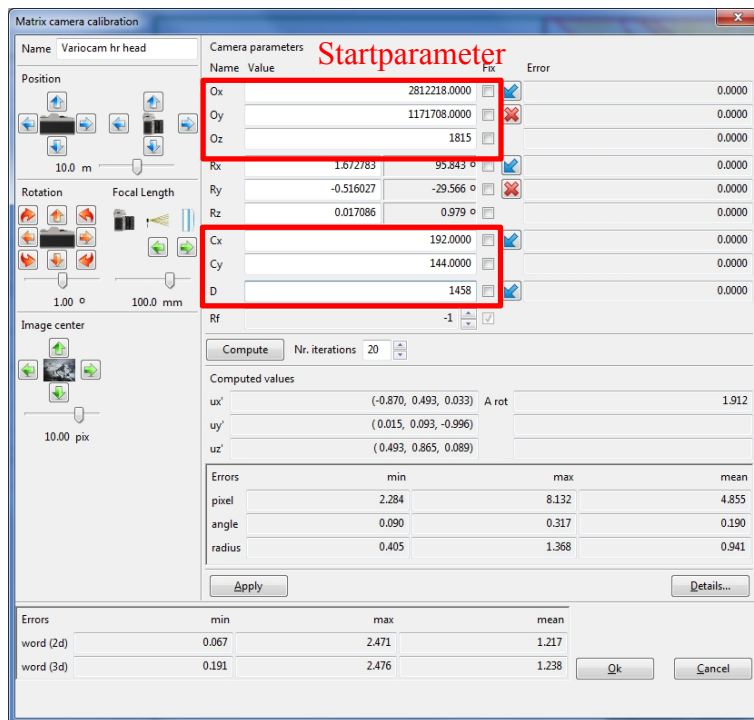 Matrix camera calibration
Name Variocam hr head
Position
10.0 m
Rotation Focal Length
1.00 º 100.0 mm
Image center
10.00 pix
Camera parameters
Startparameter
Name Value Fix Error
Ox 2812218.0000 0.0000
Oy 1171708.0000 0.0000
Oz 1815 0.0000
Rx 1.672783 95.843 º 0.0000
Ry -0.516027 -29.566 º 0.0000
Rz 0.017086 0.979 º 0.0000
Cx 192.0000 0.0000
Cy 144.0000 0.0000
D 1458 0.0000
Rf -1
Compute Nr. iterations 20
Computed values
ux' (-0.870, 0.493, 0.033) A rot 1.912
uy' ( 0.015, 0.093, -0.996)
uz' ( 0.493, 0.865, 0.089)
Errors min max mean
pixel 2.284 8.132 4.855
angle 0.090 0.317 0.190
radius 0.405 1.368 0.941
Apply Details...
Errors min max mean
word (2d) 0.067 2.471 1.217
word (3d) 0.191 2.476 1.238
Ok Cancel